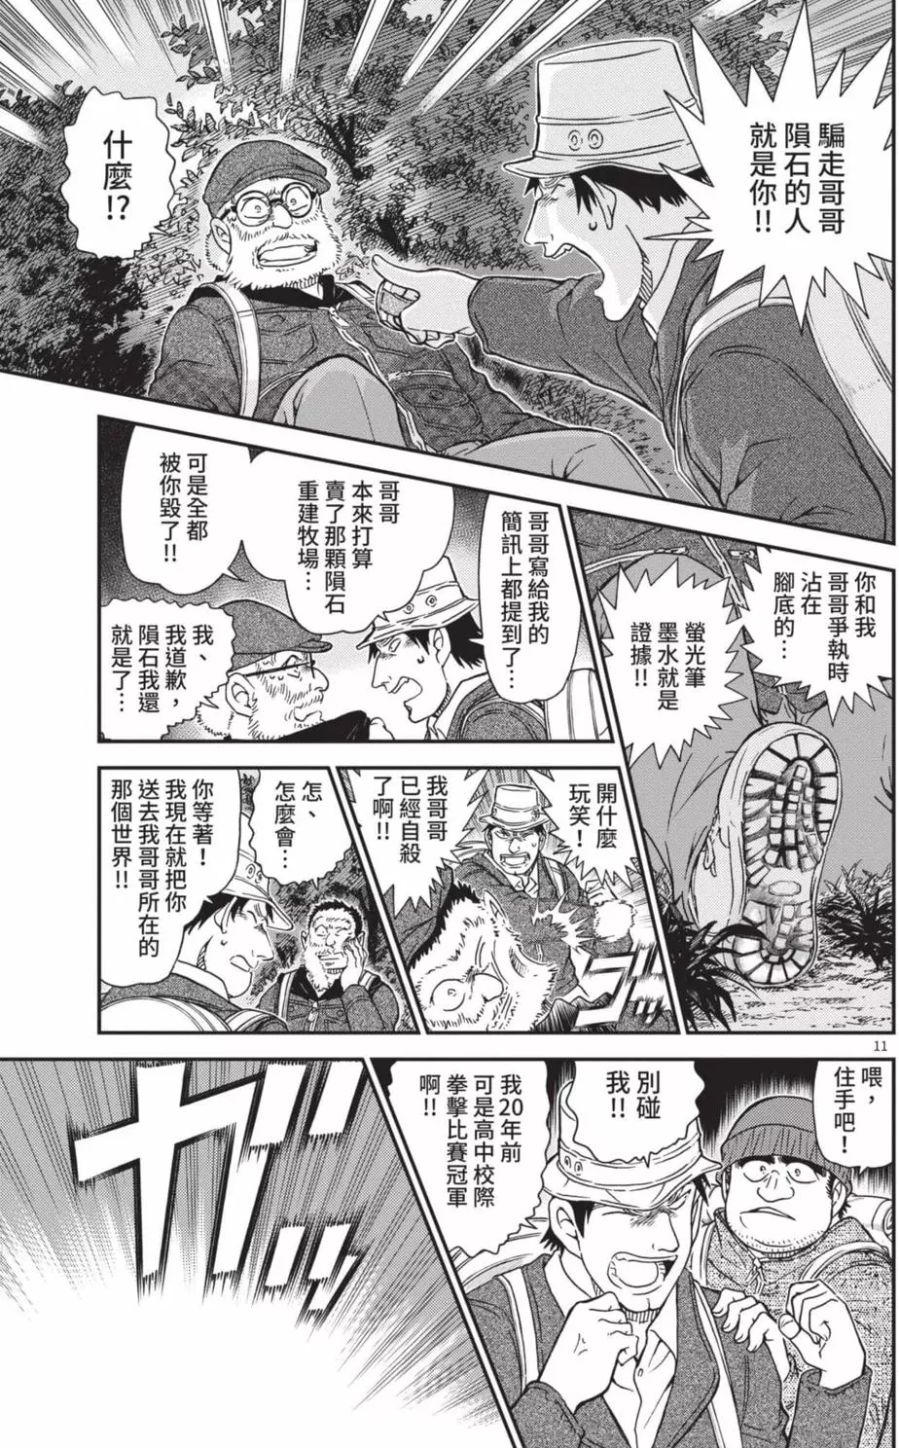 騙走哥哥
隕石的人
就是你!!
什麼!?
你和我
哥哥爭執時
沾在
腳底的…
螢光筆
墨水就是
證據!!
哥哥寫給我的
簡訊上都提到了…
哥哥
本來打算
賣了那顆隕石
重建牧場…
可是全都
被你毀了!!
我、
我道歉，
隕石我還
就是了…
開什麼
玩笑!
我哥哥
已經自殺
了啊!!
ガッ
怎、
怎麼會…
你等著!
我現在就把你
送去我哥哥所在的
那個世界!!
11
喂，
住手吧!
別碰
我!!
我20年前
可是高中校際
拳擊比賽冠軍
啊!!
ガッ